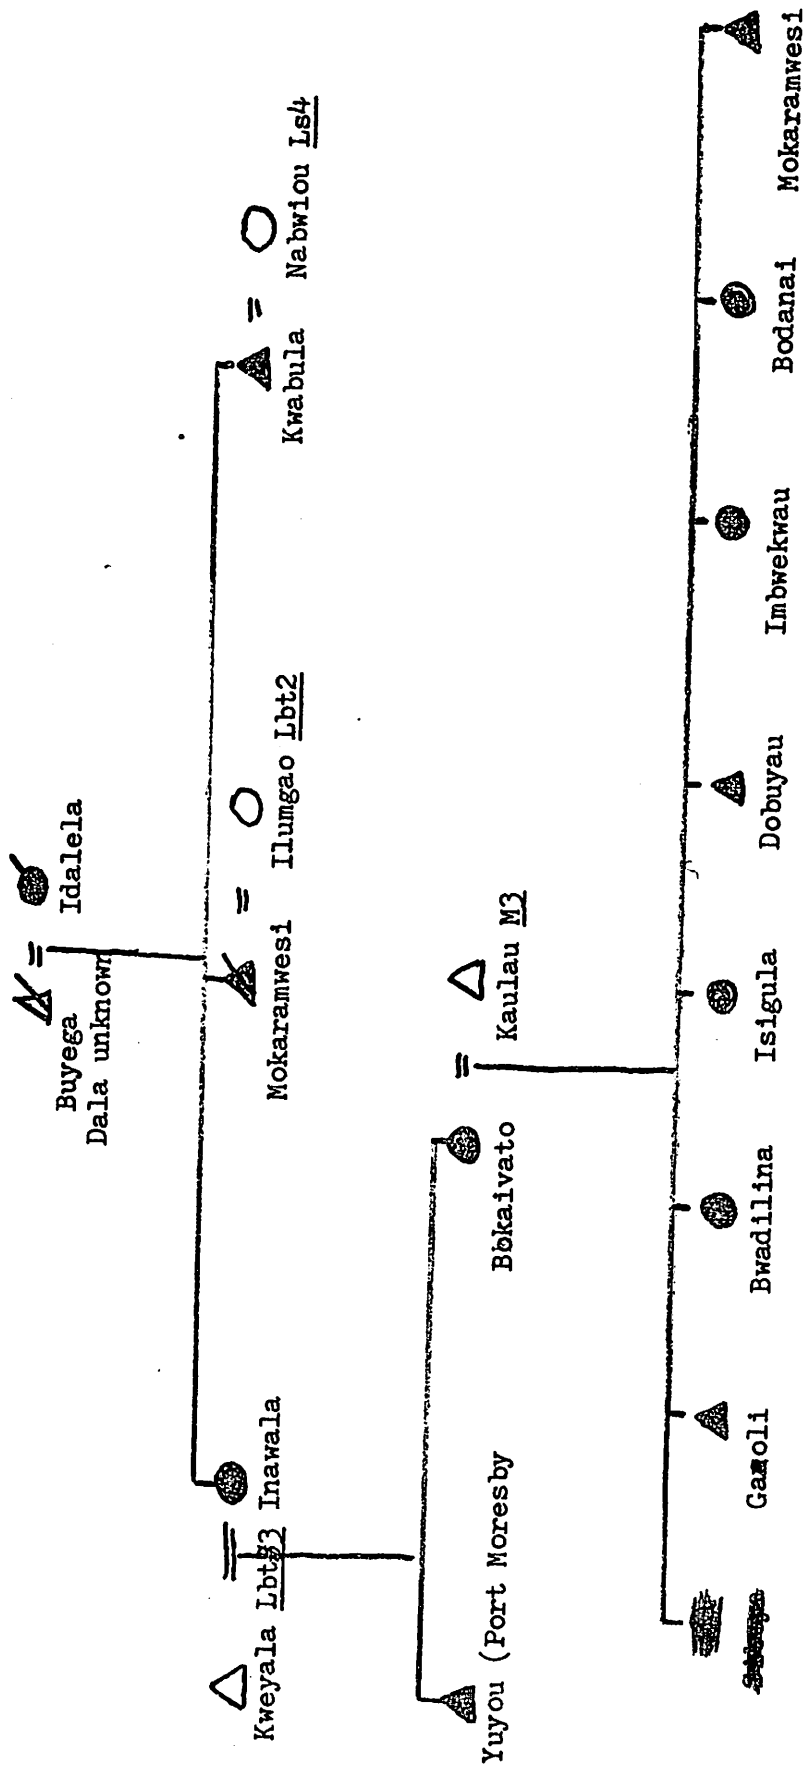 Buyega
Dala unknown
Idalela
Kweyala Lbts3 Inawala
Mokaramwesi
Ilumgao Lbt2
Kwabula
Nabwiou Ls4
Yuyou (Port Moresby
Bokaivato
Kaulau M3
Gamoli
Bwadilina
Isigula
Dobuyau
Imbwekwau
Bodanai
Mokaramwesi